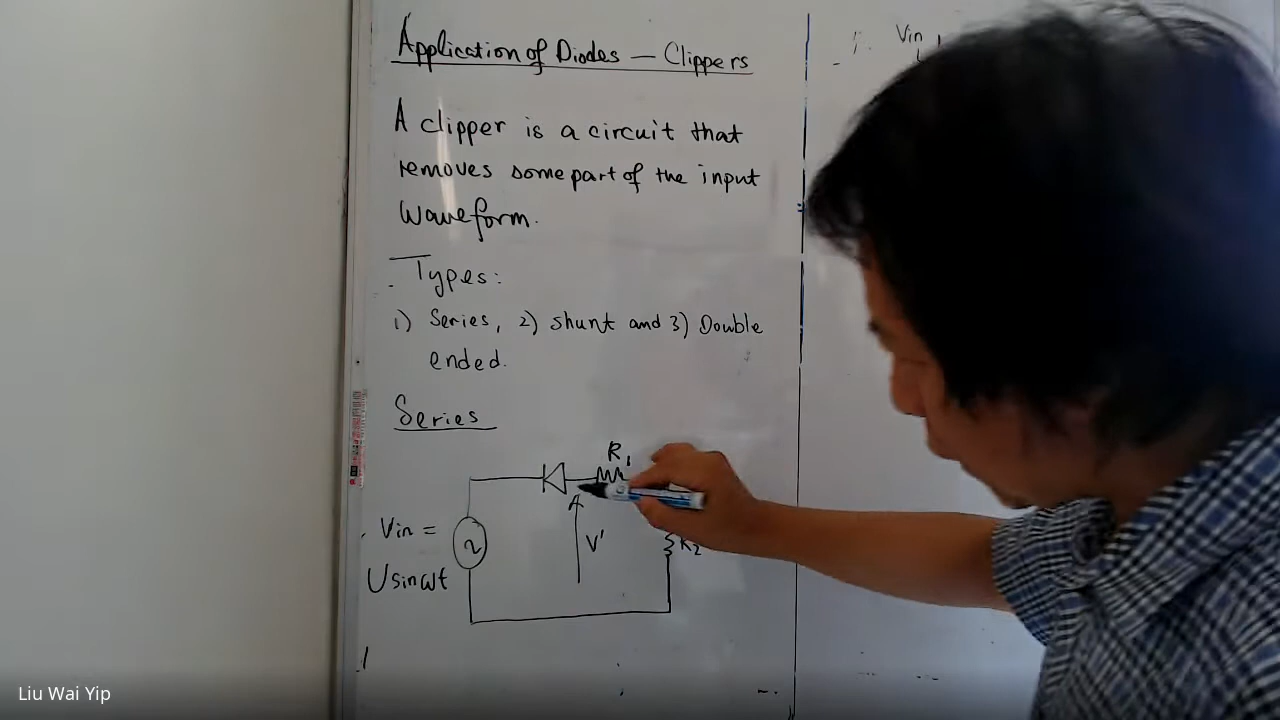 Application of Diodes — Clippers
A clipper is a circuit that
removes some part of the input
waveform.
Types:
1) Series, 2) shunt and 3) Double
ended.
Series
R1
Vin =
Usinωt
V'
R2
Vin
Liu Wai Yip